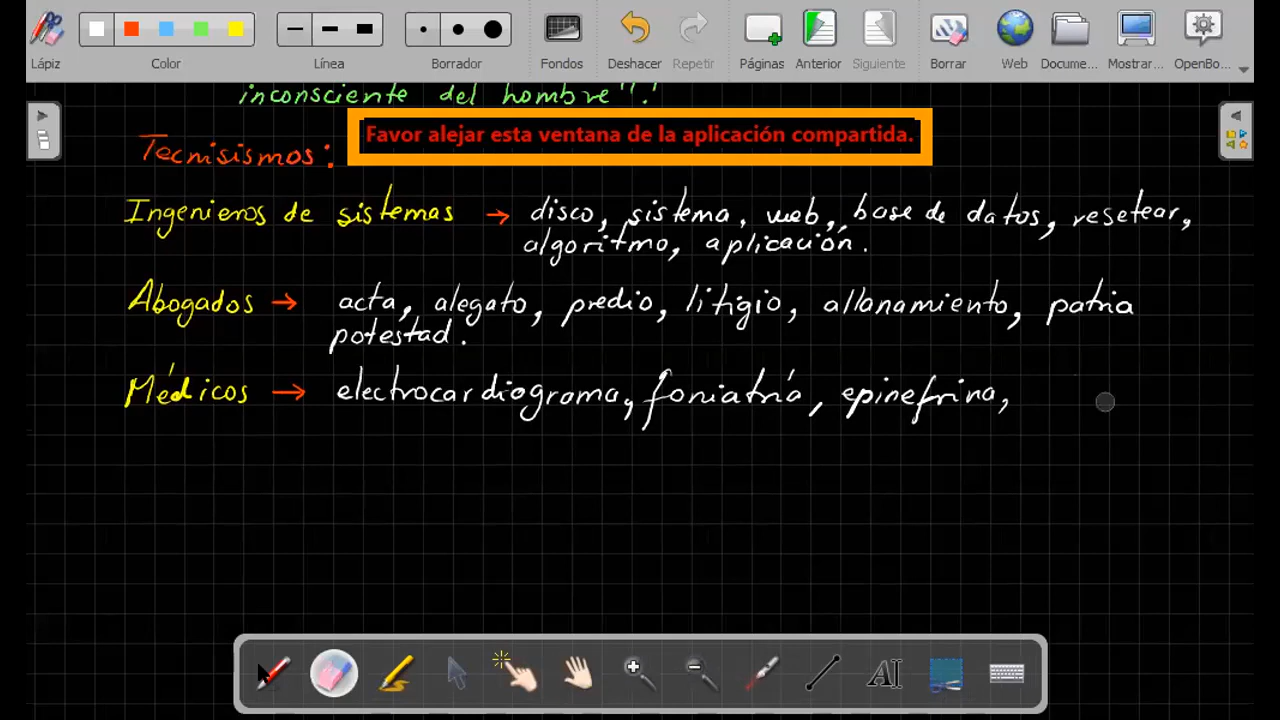 Lápiz
Color
Línea
Borrador
Fondos
Deshacer
Repetir
Páginas
Anterior
Siguiente
Borrar
Web
Docume...
Mostrar...
OpenBo...
inconsciente del hombre".
Favor alejar esta ventana de la aplicación compartida.
Tecnisismos:
Ingenieros de sistemas → disco, sistema, web, base de datos, resetear,
algoritmo, aplicación.
Abogados → acta, alegato, predio, litigio, allanamiento, patria
potestad.
Médicos → electrocardiograma, foniatría, epinefrina,
AI